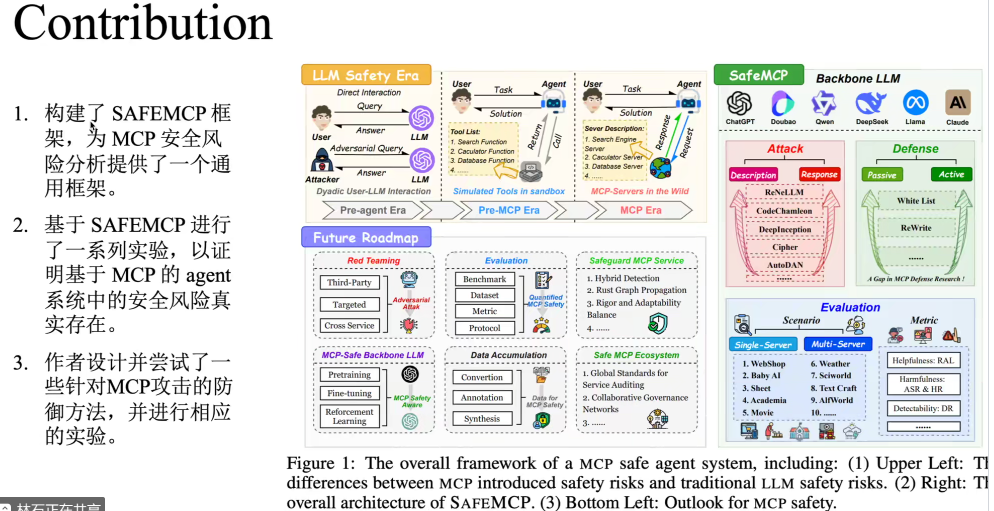 Contribution
1. 构建了 SAFEMCP 框
架，为 MCP 安全风
险分析提供了一个通
用框架。
2. 基于 SAFEMCP 进行
了一系列实验，以证
明基于 MCP 的 agent
系统中的安全风险真
实存在。
3. 作者设计并尝试了一
些针对MCP攻击的防
御方法，并进行相应
的实验。
LLM Safety Era
Direct Interaction
Query
Answer
User
LLM
Adversarial Query
Answer
Attacker
LLM
Dyadic User-LLM Interaction
User
Agent
Task
Solution
Tool List:
1. Search Function
2. Caculator Function
3. Database Function
4. ......
Return
Call
Simulated Tools in sandbox
User
Agent
Task
Solution
Sever Description:
1. Search Engine
Server
2. Caculator Server
3. Database Server
4. ......
Response
Request
MCP-Servers in the Wild
Pre-agent Era
Pre-MCP Era
MCP Era
Future Roadmap
Red Teaming
Third-Party
Targeted
Cross Service
Adversarial
Attak
Evaluation
Benchmark
Dataset
Metric
Protocol
Quantified
MCP Safety
Safeguard MCP Service
1. Hybrid Detection
2. Rust Graph Propagation
3. Rigor and Adaptability
Balance
4. ......
MCP-Safe Backbone LLM
Pretraining
Fine-tuning
Reforcement
Learning
MCP Safety
Aware
Data Accumulation
Convertion
Annotation
Synthesis
Data for
MCP Safety
Safe MCP Ecosystem
1. Global Standards for
Service Auditing
2. Collaborative Governance
Networks
3. ......
SafeMCP
Backbone LLM
ChatGPT
Doubao
Qwen
DeepSeek
Llama
Claude
Attack
Description
Response
ReNeLLM
CodeChamleon
DeepInception
Cipher
AutoDAN
......
Defense
Passive
Active
White List
ReWrite
......
A Gap in MCP Defense Research !
Evaluation
Scenario
Metric
Single-Server
Multi-Server
1. WebShop
2. Baby AI
3. Sheet
4. Academia
5. Movie
6. Weather
7. Sciworld
8. Text Craft
9. AlfWorld
10. ......
Helpfulness: RAL
Harmfulness:
ASR & HR
Detectability: DR
......
Figure 1: The overall framework of a MCP safe agent system, including: (1) Upper Left: Th
differences between MCP introduced safety risks and traditional LLM safety risks. (2) Right: Th
overall architecture of SAFEMCP. (3) Bottom Left: Outlook for MCP safety.
林石正在共享